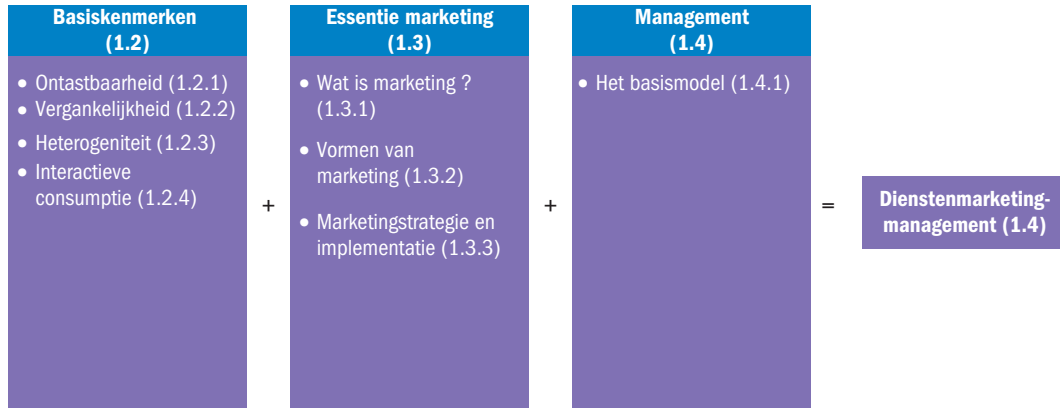 Basiskenmerken
(1.2)
• Ontastbaarheid (1.2.1)
• Vergankelijkheid (1.2.2)
• Heterogeniteit (1.2.3)
• Interactieve
consumptie (1.2.4)
+
Essentie marketing
(1.3)
• Wat is marketing ?
(1.3.1)
• Vormen van
marketing (1.3.2)
• Marketingstrategie en
implementatie (1.3.3)
+
Management
(1.4)
• Het basismodel (1.4.1)
=
Dienstenmarketing-
management (1.4)